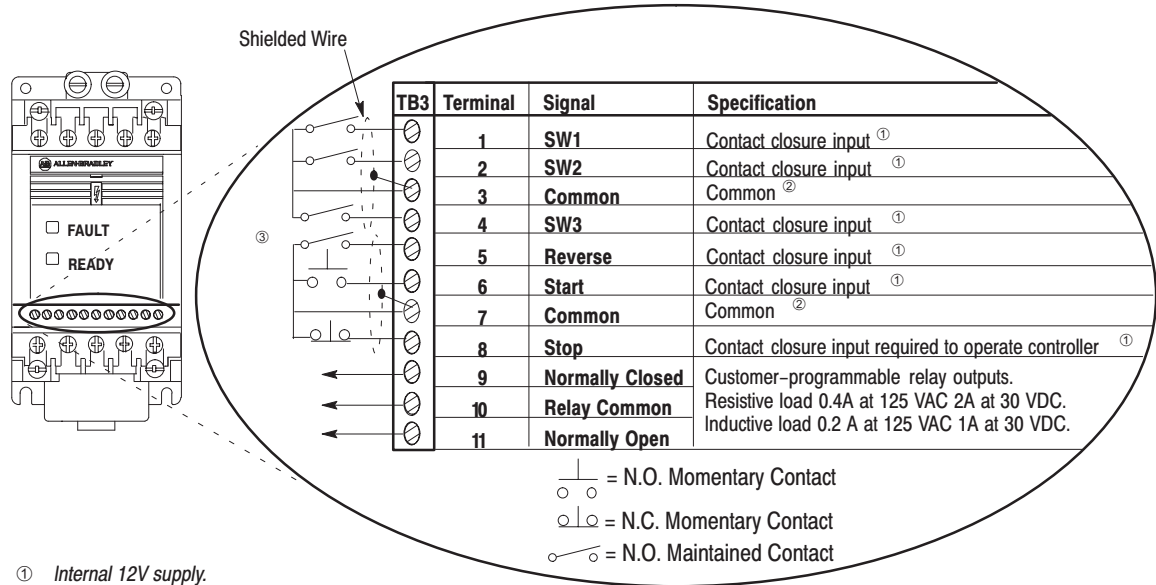 Shielded Wire
TB3 Terminal Signal Specification
1 SW1 Contact closure input ①
2 SW2 Contact closure input ①
3 Common Common ②
4 SW3 Contact closure input ①
③
5 Reverse Contact closure input ①
6 Start Contact closure input ①
7 Common Common ②
8 Stop Contact closure input required to operate controller ①
9 Normally Closed Customer–programmable relay outputs.
10 Relay Common Resistive load 0.4A at 125 VAC 2A at 30 VDC.
11 Normally Open Inductive load 0.2 A at 125 VAC 1A at 30 VDC.
AB ALLEN-BRADLEY
FAULT
READY
= N.O. Momentary Contact
= N.C. Momentary Contact
= N.O. Maintained Contact
① Internal 12V supply.